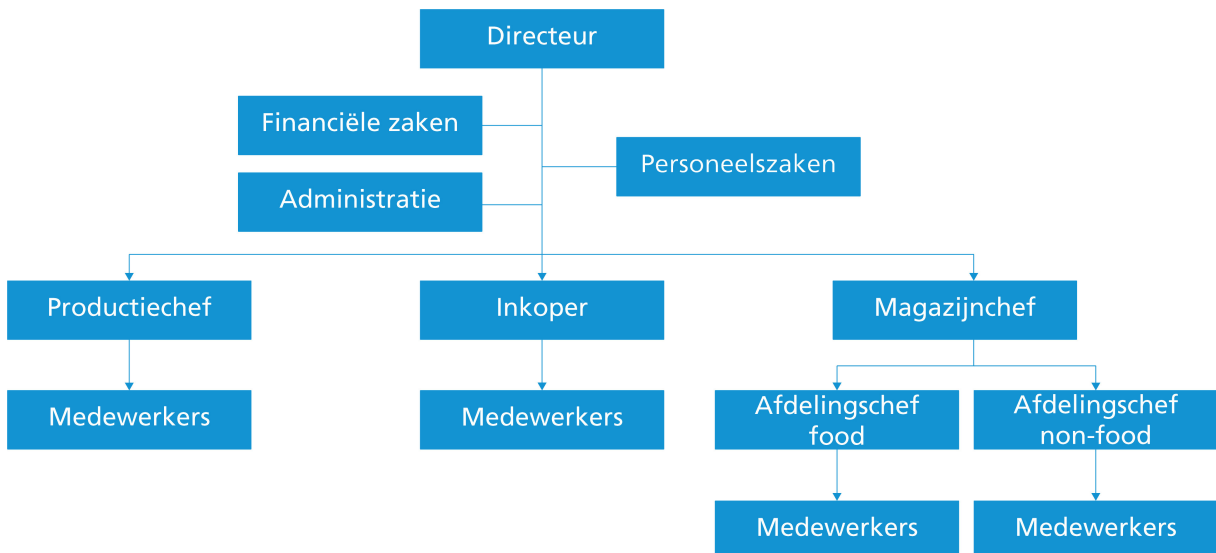 Directeur
Financiële zaken
Personeelszaken
Administratie
Productiechef
Inkoper
Magazijnchef
Medewerkers
Medewerkers
Afdelingschef
food
Afdelingschef
non-food
Medewerkers
Medewerkers